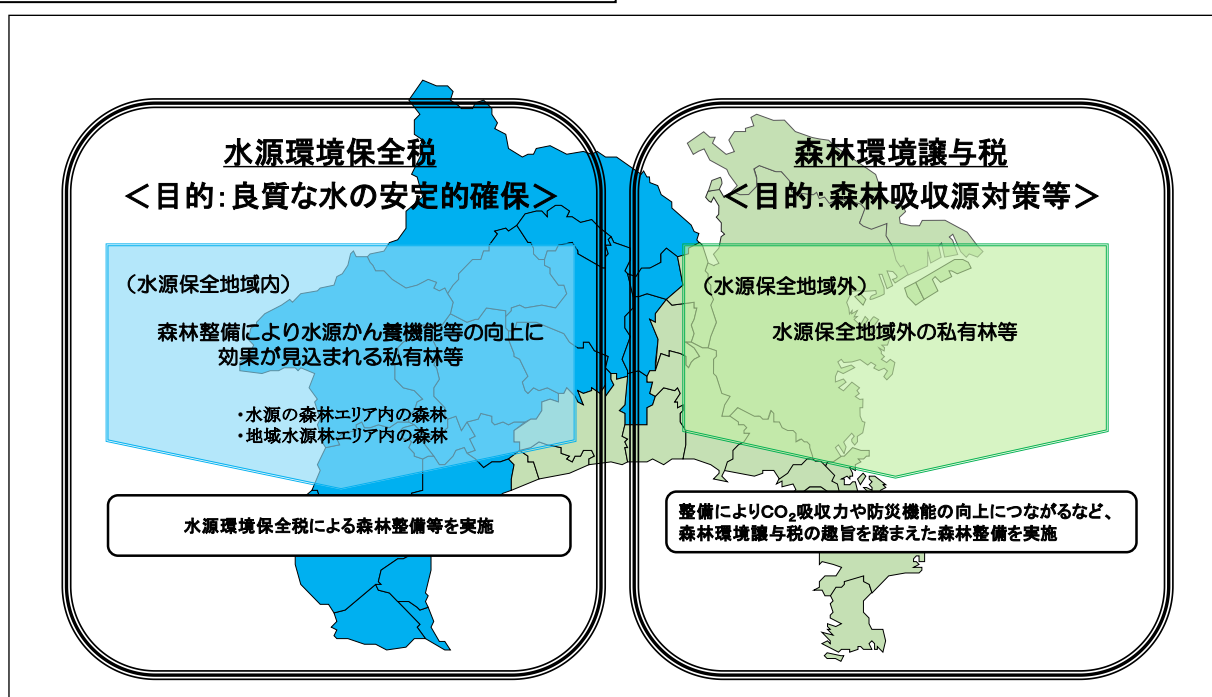 水源環境保全税
＜目的：良質な水の安定的確保＞
（水源保全地域内）
森林整備により水源かん養機能等の向上に
効果が見込まれる私有林等
・水源の森林エリア内の森林
・地域水源林エリア内の森林
水源環境保全税による森林整備等を実施
森林環境譲与税
＜目的：森林吸収源対策等＞
（水源保全地域外）
水源保全地域外の私有林等
整備によりCO₂吸収力や防災機能の向上につながるなど、
森林環境譲与税の趣旨を踏まえた森林整備を実施